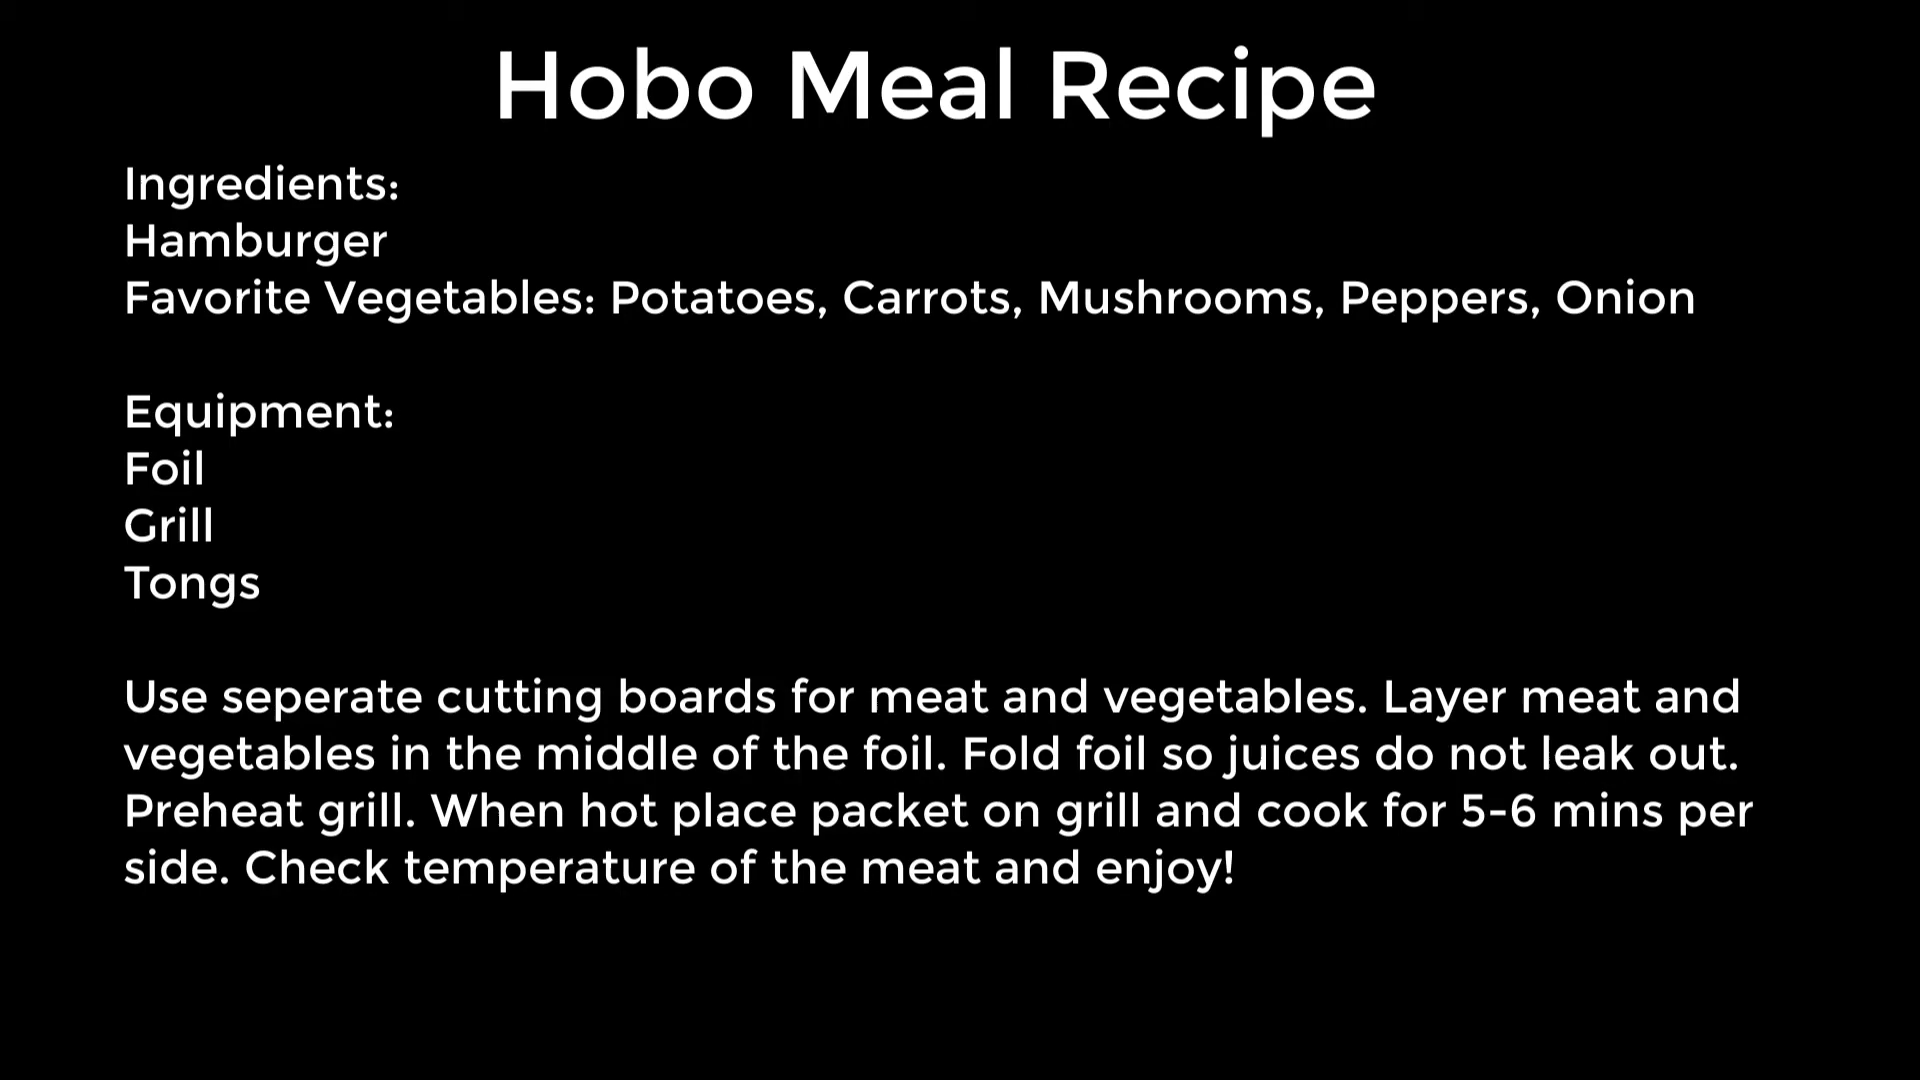 Hobo Meal Recipe
Ingredients:
Hamburger
Favorite Vegetables: Potatoes, Carrots, Mushrooms, Peppers, Onion
Equipment:
Foil
Grill
Tongs
Use seperate cutting boards for meat and vegetables. Layer meat and
vegetables in the middle of the foil. Fold foil so juices do not leak out.
Preheat grill. When hot place packet on grill and cook for 5-6 mins per
side. Check temperature of the meat and enjoy!